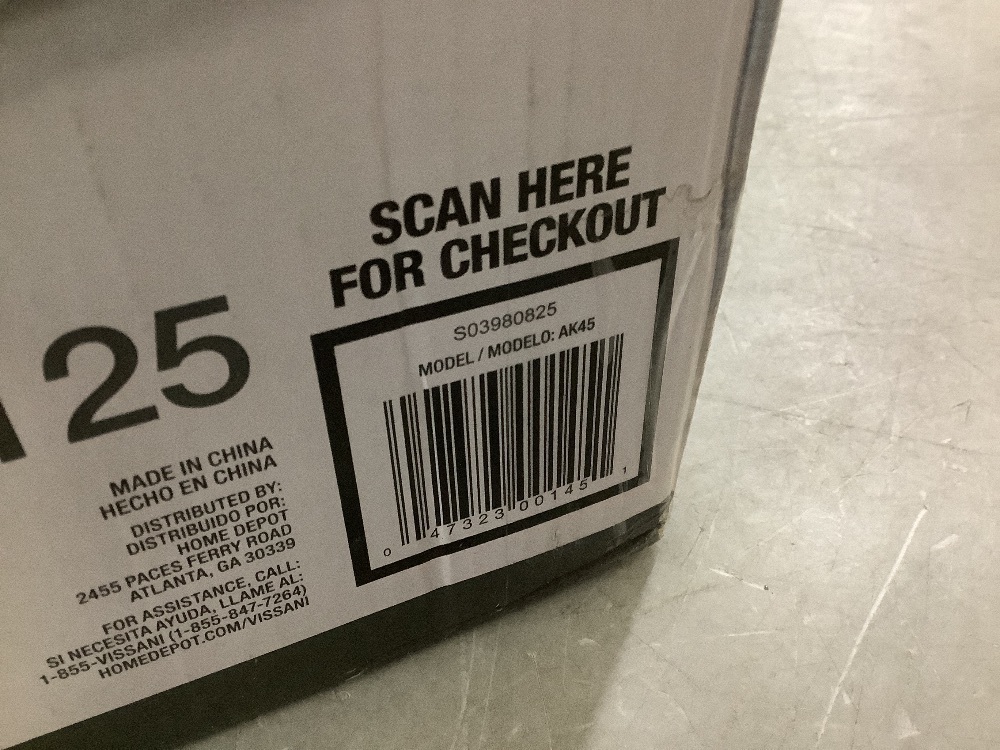 SCAN HERE
FOR CHECKOUT
S03980825
MODEL / MODELO: AK45
0 47323 00145 1
25
MADE IN CHINA
HECHO EN CHINA
DISTRIBUTED BY:
DISTRIBUIDO POR:
HOME DEPOT
2455 PACES FERRY ROAD
ATLANTA, GA 30339
FOR ASSISTANCE, CALL:
SI NECESITA AYUDA, LLAME AL:
1-855-VISSANI (1-855-847-7264)
HOMEDEPOT.COM/VISSANI